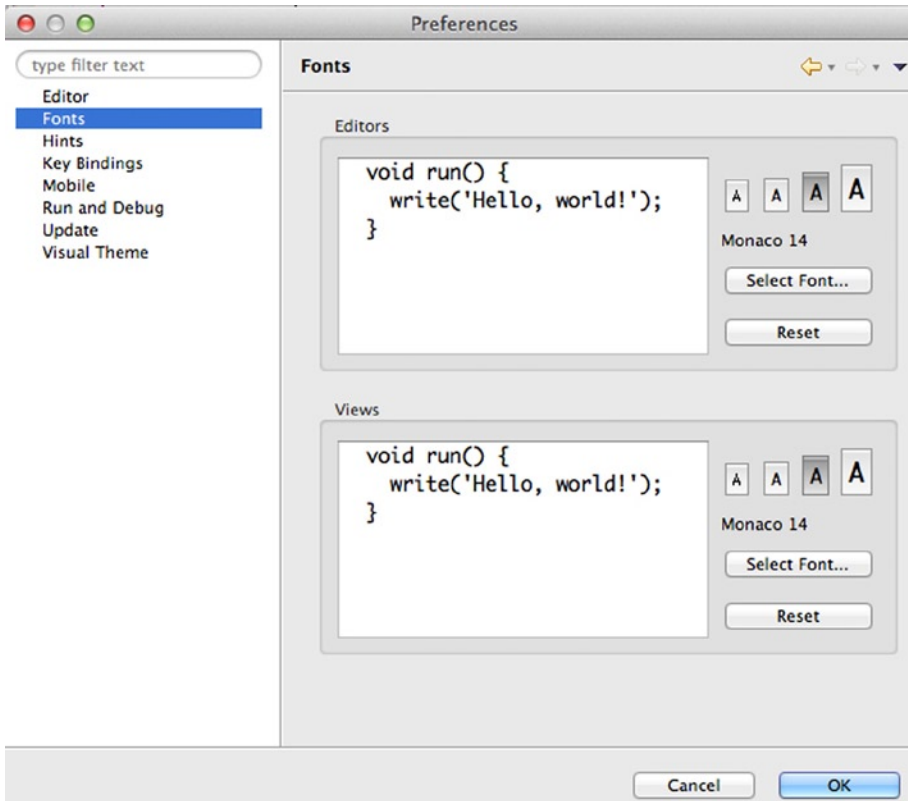 Preferences
type filter text
Editor
Fonts
Hints
Key Bindings
Mobile
Run and Debug
Update
Visual Theme
Fonts
Editors
void run() {
  write('Hello, world!');
}
A A A A
Monaco 14
Select Font...
Reset
Views
void run() {
  write('Hello, world!');
}
A A A A
Monaco 14
Select Font...
Reset
Cancel
OK